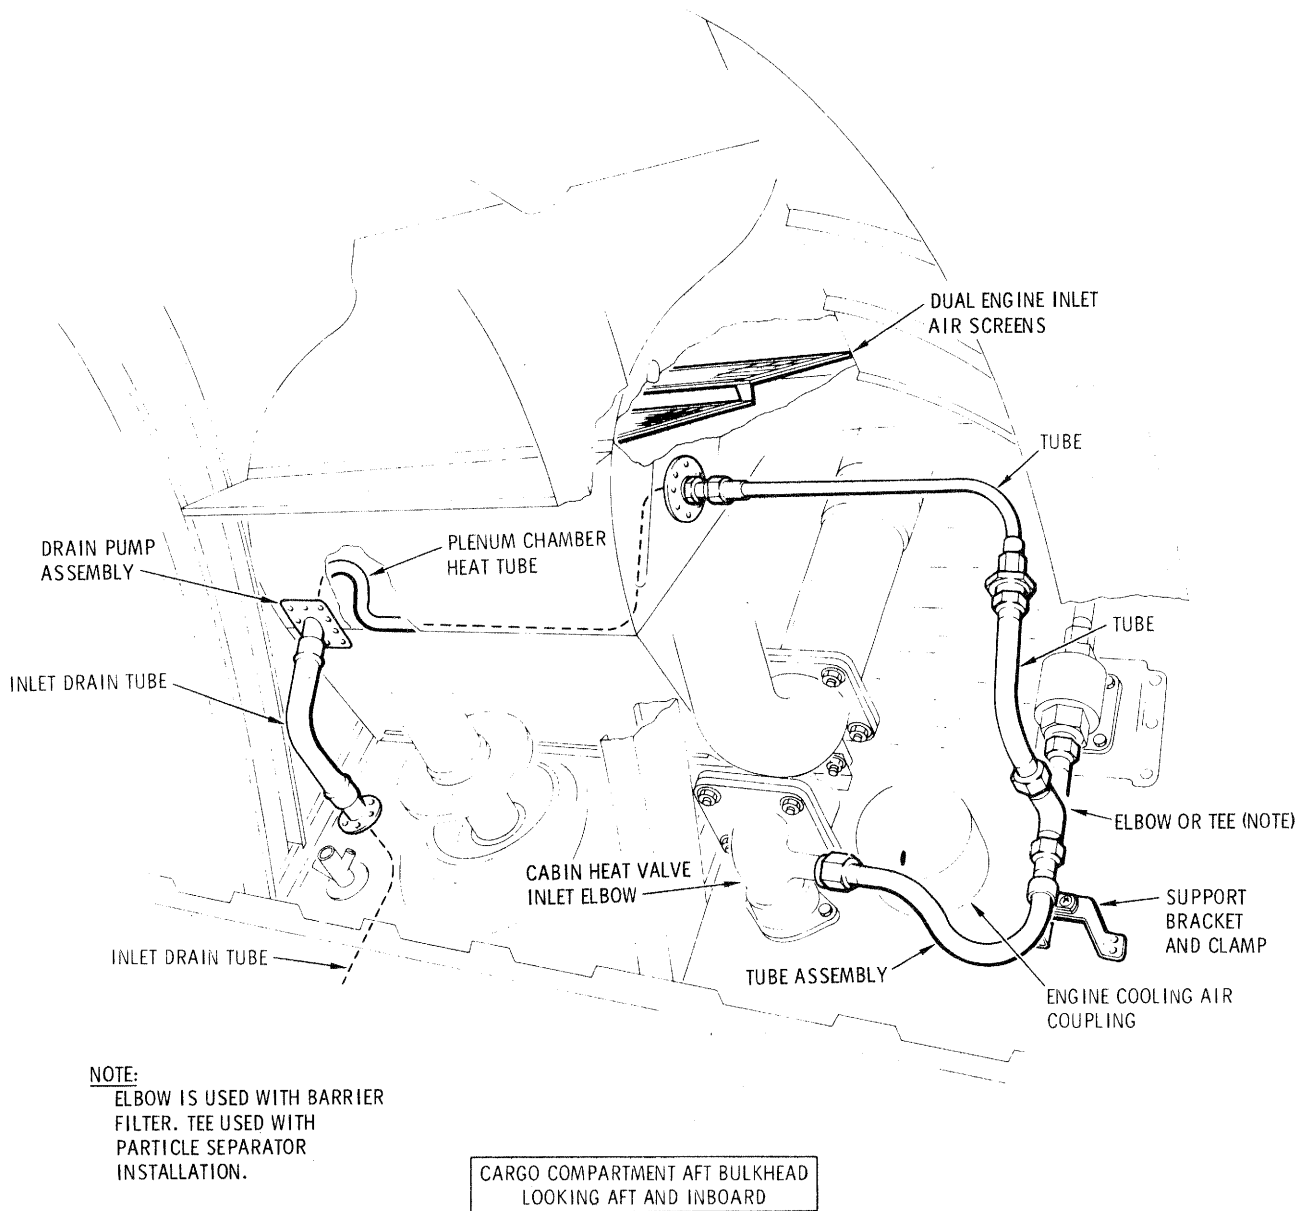 DUAL ENGINE INLET
AIR SCREENS
TUBE
DRAIN PUMP
ASSEMBLY
PLENUM CHAMBER
HEAT TUBE
TUBE
INLET DRAIN TUBE
ELBOW OR TEE (NOTE)
CABIN HEAT VALVE
INLET ELBOW
SUPPORT
BRACKET
AND CLAMP
INLET DRAIN TUBE
TUBE ASSEMBLY
ENGINE COOLING AIR
COUPLING
NOTE:
ELBOW IS USED WITH BARRIER
FILTER. TEE USED WITH
PARTICLE SEPARATOR
INSTALLATION.
CARGO COMPARTMENT AFT BULKHEAD
LOOKING AFT AND INBOARD